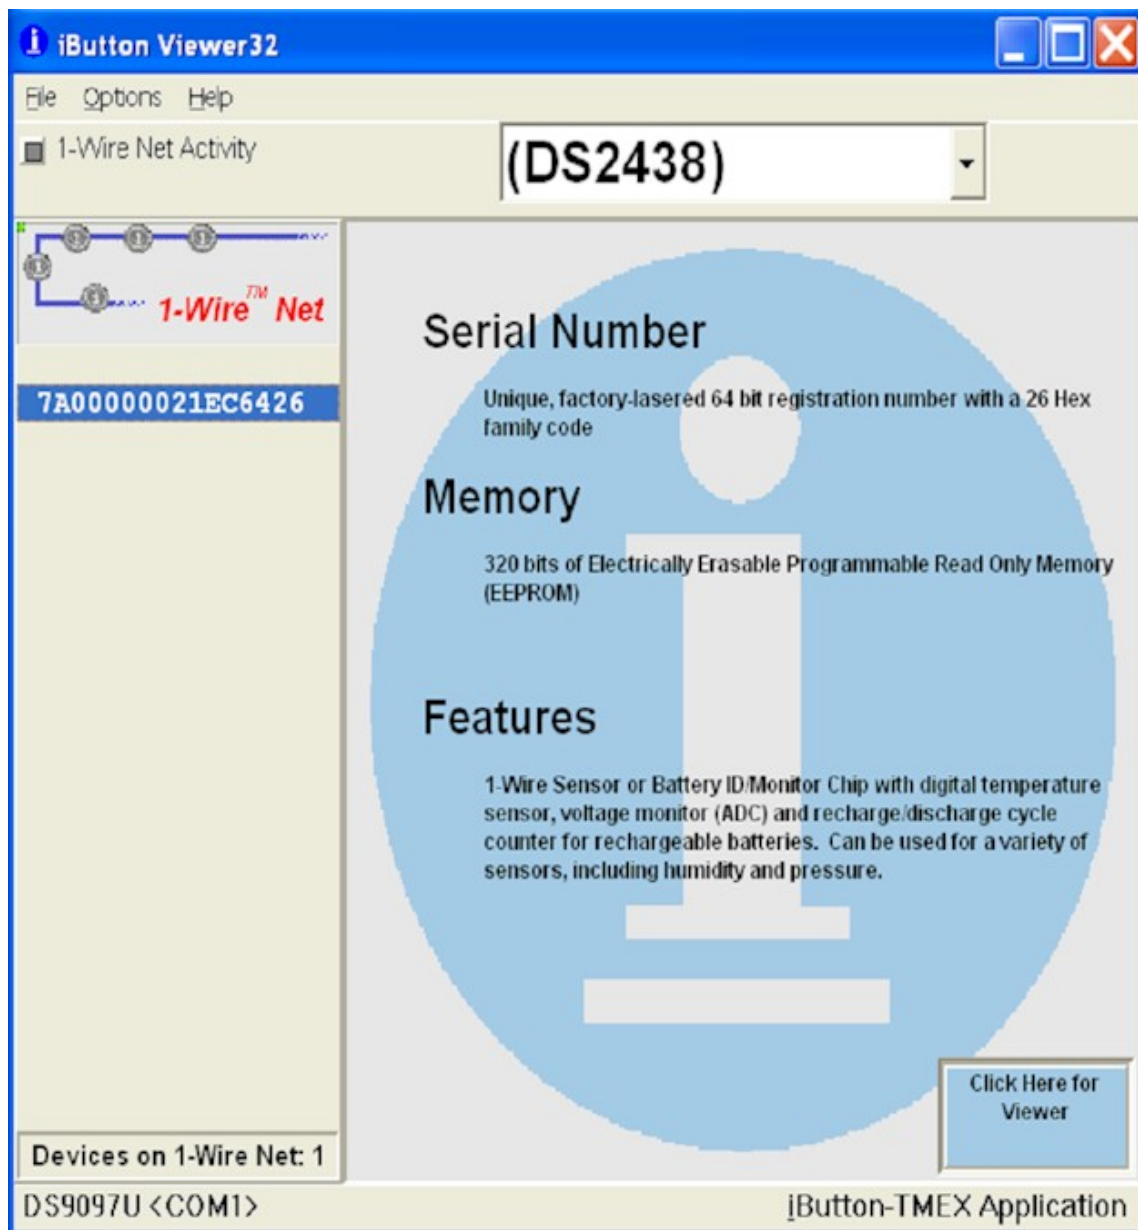 iButton Viewer32
File Options Help
1-Wire Net Activity
(DS2438)
1-Wire™ Net
7A00000021EC6426
Serial Number
Unique, factory-lasered 64 bit registration number with a 26 Hex
family code
Memory
320 bits of Electrically Erasable Programmable Read Only Memory
(EEPROM)
Features
1-Wire Sensor or Battery ID/Monitor Chip with digital temperature
sensor, voltage monitor (ADC) and recharge/discharge cycle
counter for rechargeable batteries.  Can be used for a variety of
sensors, including humidity and pressure.
Click Here for
Viewer
Devices on 1-Wire Net: 1
DS9097U <COM1>
iButton-TMEX Application